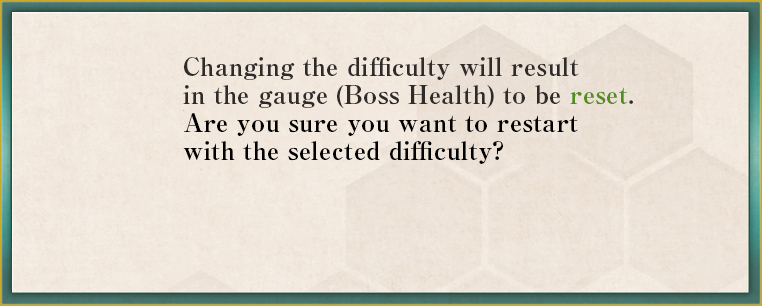 Changing the difficulty will result
in the gauge (Boss Health) to be reset.
Are you sure you want to restart
with the selected difficulty?